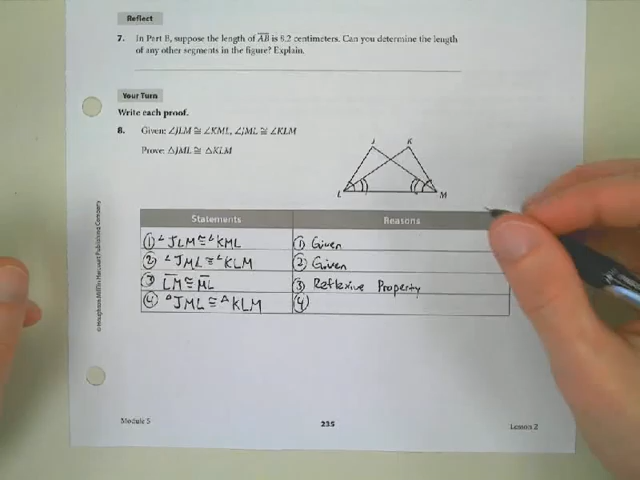 Reflect
7. In Part B, suppose the length of AB is 8.2 centimeters. Can you determine the length
of any other segments in the figure? Explain.
Your Turn
Write each proof.
8. Given: ∠JLM ≅ ∠KML, ∠JML ≅ ∠KLM
Prove: △JML ≅ △KLM
J K
L M
Statements Reasons
① ∠JLM ≅ ∠KML ① Given
② ∠JML ≅ ∠KLM ② Given
③ LM ≅ ML ③ Reflexive Property
④ △JML ≅ △KLM ④
© Houghton Mifflin Harcourt Publishing Company
Module 5 235 Lesson 2